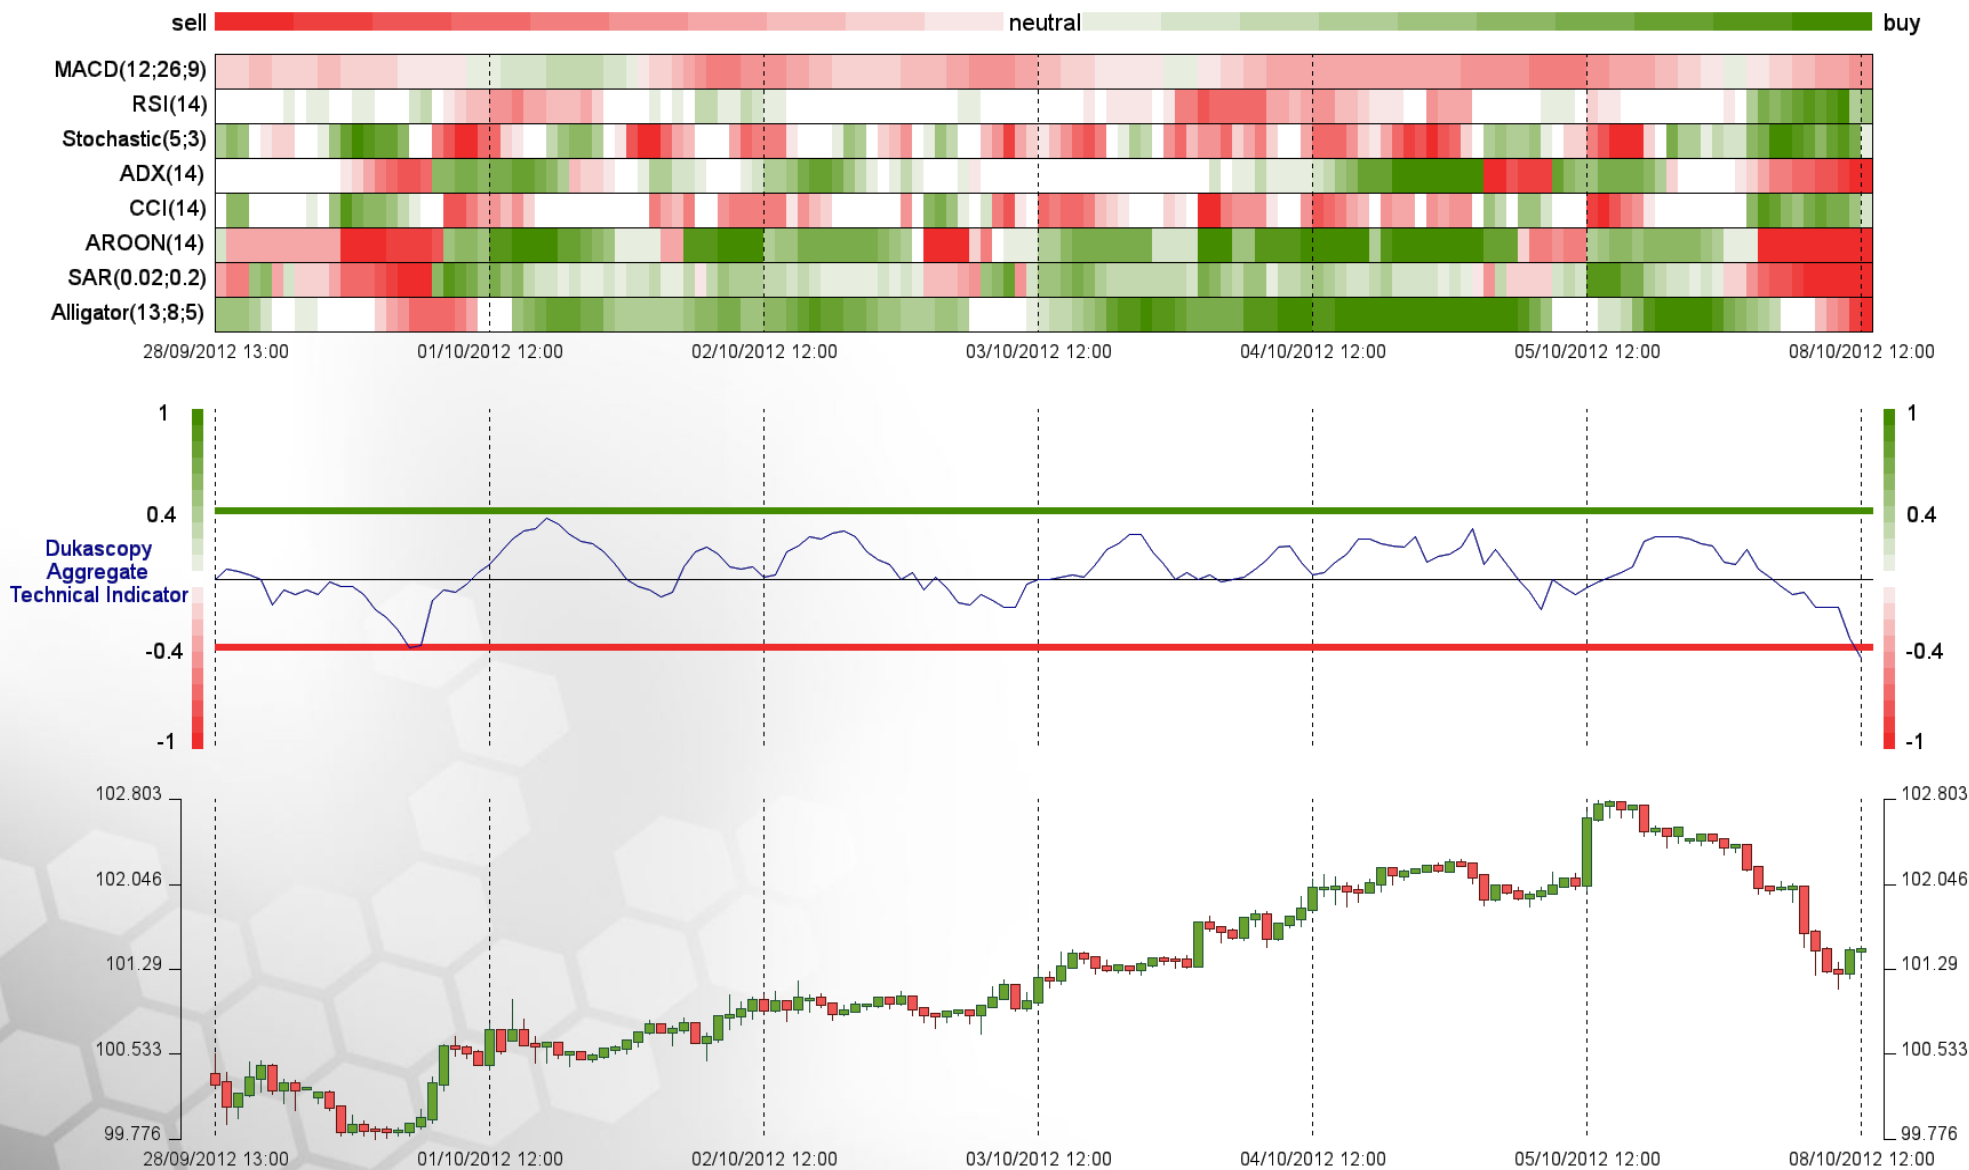 sell neutral buy
MACD(12;26;9)
RSI(14)
Stochastic(5;3)
ADX(14)
CCI(14)
AROON(14)
SAR(0.02;0.2)
Alligator(13;8;5)
28/09/2012 13:00 01/10/2012 12:00 02/10/2012 12:00 03/10/2012 12:00 04/10/2012 12:00 05/10/2012 12:00 08/10/2012 12:00
1 1
0.4 0.4
Dukascopy
Aggregate
Technical Indicator
-0.4 -0.4
-1 -1
102.803 102.803
102.046 102.046
101.29 101.29
100.533 100.533
99.776 99.776
28/09/2012 13:00 01/10/2012 12:00 02/10/2012 12:00 03/10/2012 12:00 04/10/2012 12:00 05/10/2012 12:00 08/10/2012 12:00